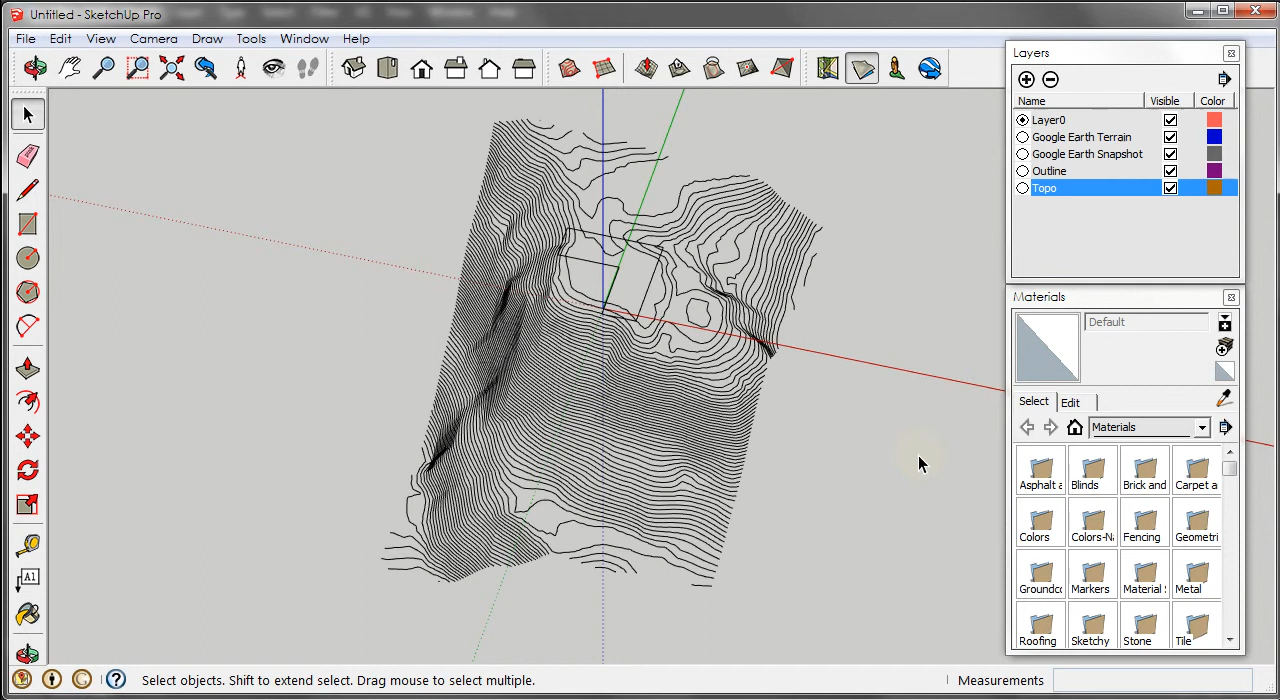 Untitled - SketchUp Pro
File Edit View Camera Draw Tools Window Help
Layers
Name Visible Color
Layer0
Google Earth Terrain
Google Earth Snapshot
Outline
Topo
Materials
Default
Select Edit
Materials
Asphalt a Blinds Brick and Carpet a
Colors Colors-Na Fencing Geometri
Groundco Markers Material Metal
Roofing Sketchy Stone Tile
A1
Select objects. Shift to extend select. Drag mouse to select multiple. Measurements